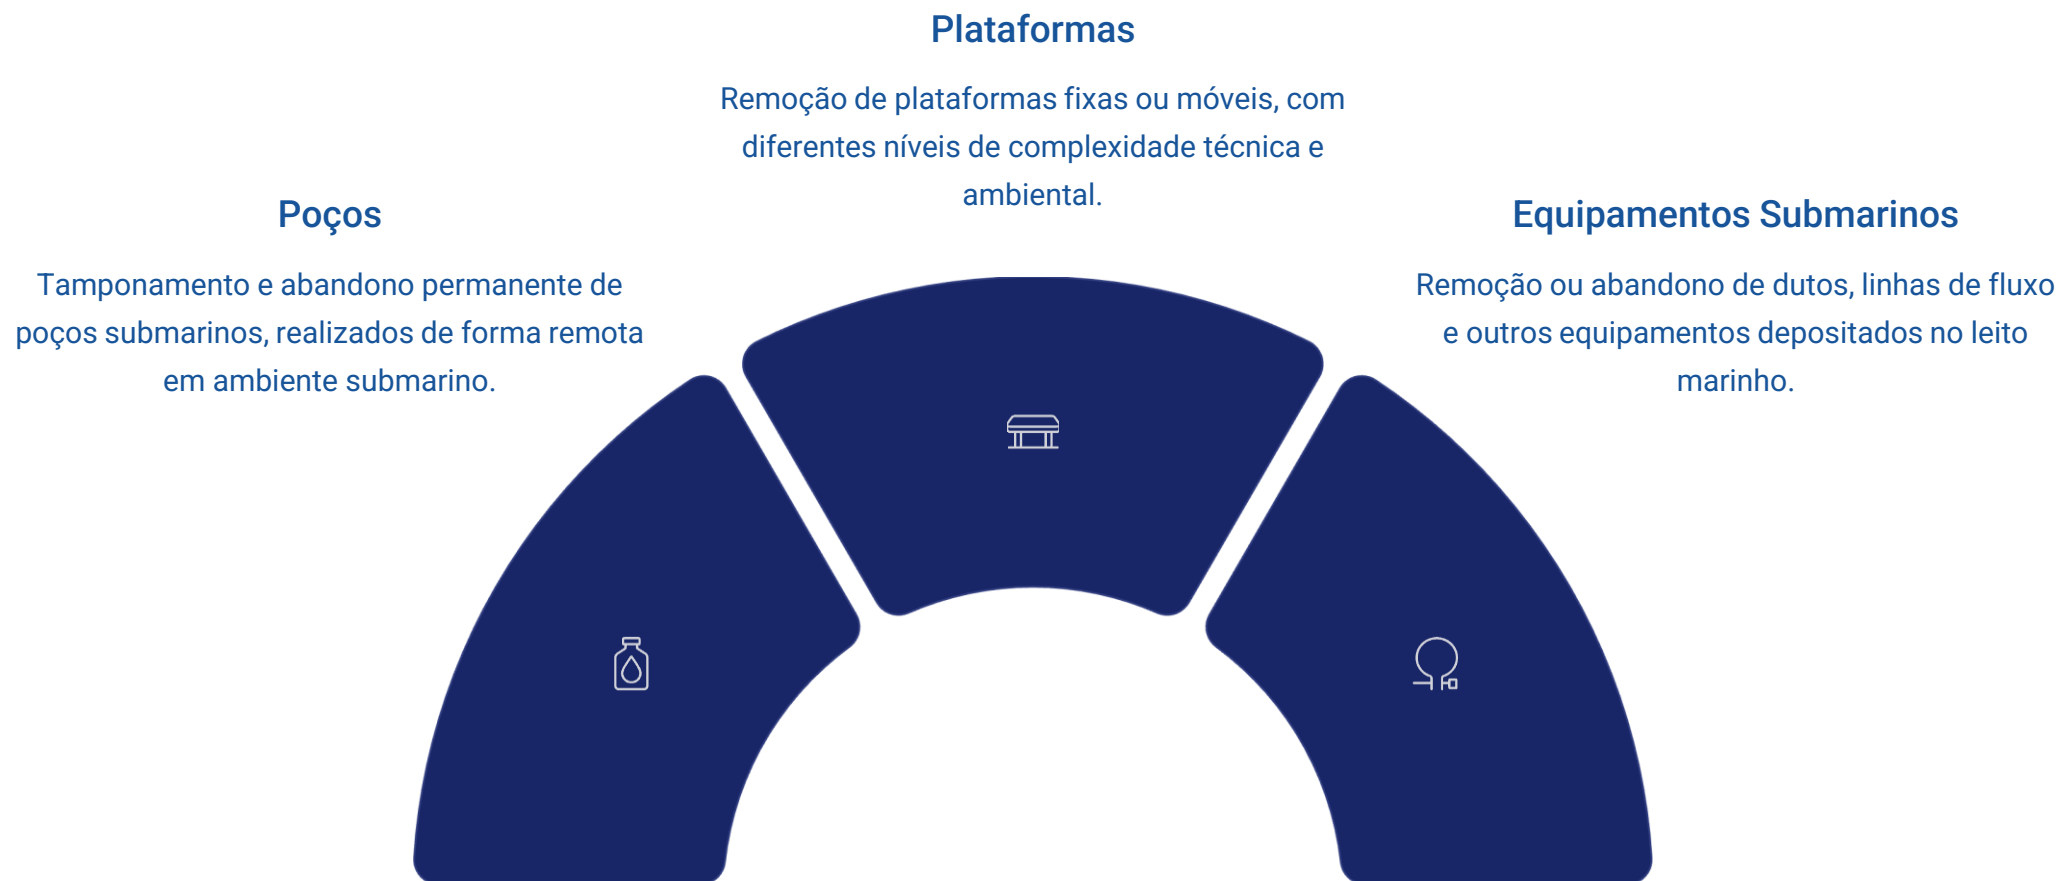 Plataformas
Remoção de plataformas fixas ou móveis, com
diferentes níveis de complexidade técnica e
ambiental.
Poços
Tamponamento e abandono permanente de
poços submarinos, realizados de forma remota
em ambiente submarino.
Equipamentos Submarinos
Remoção ou abandono de dutos, linhas de fluxo
e outros equipamentos depositados no leito
marinho.